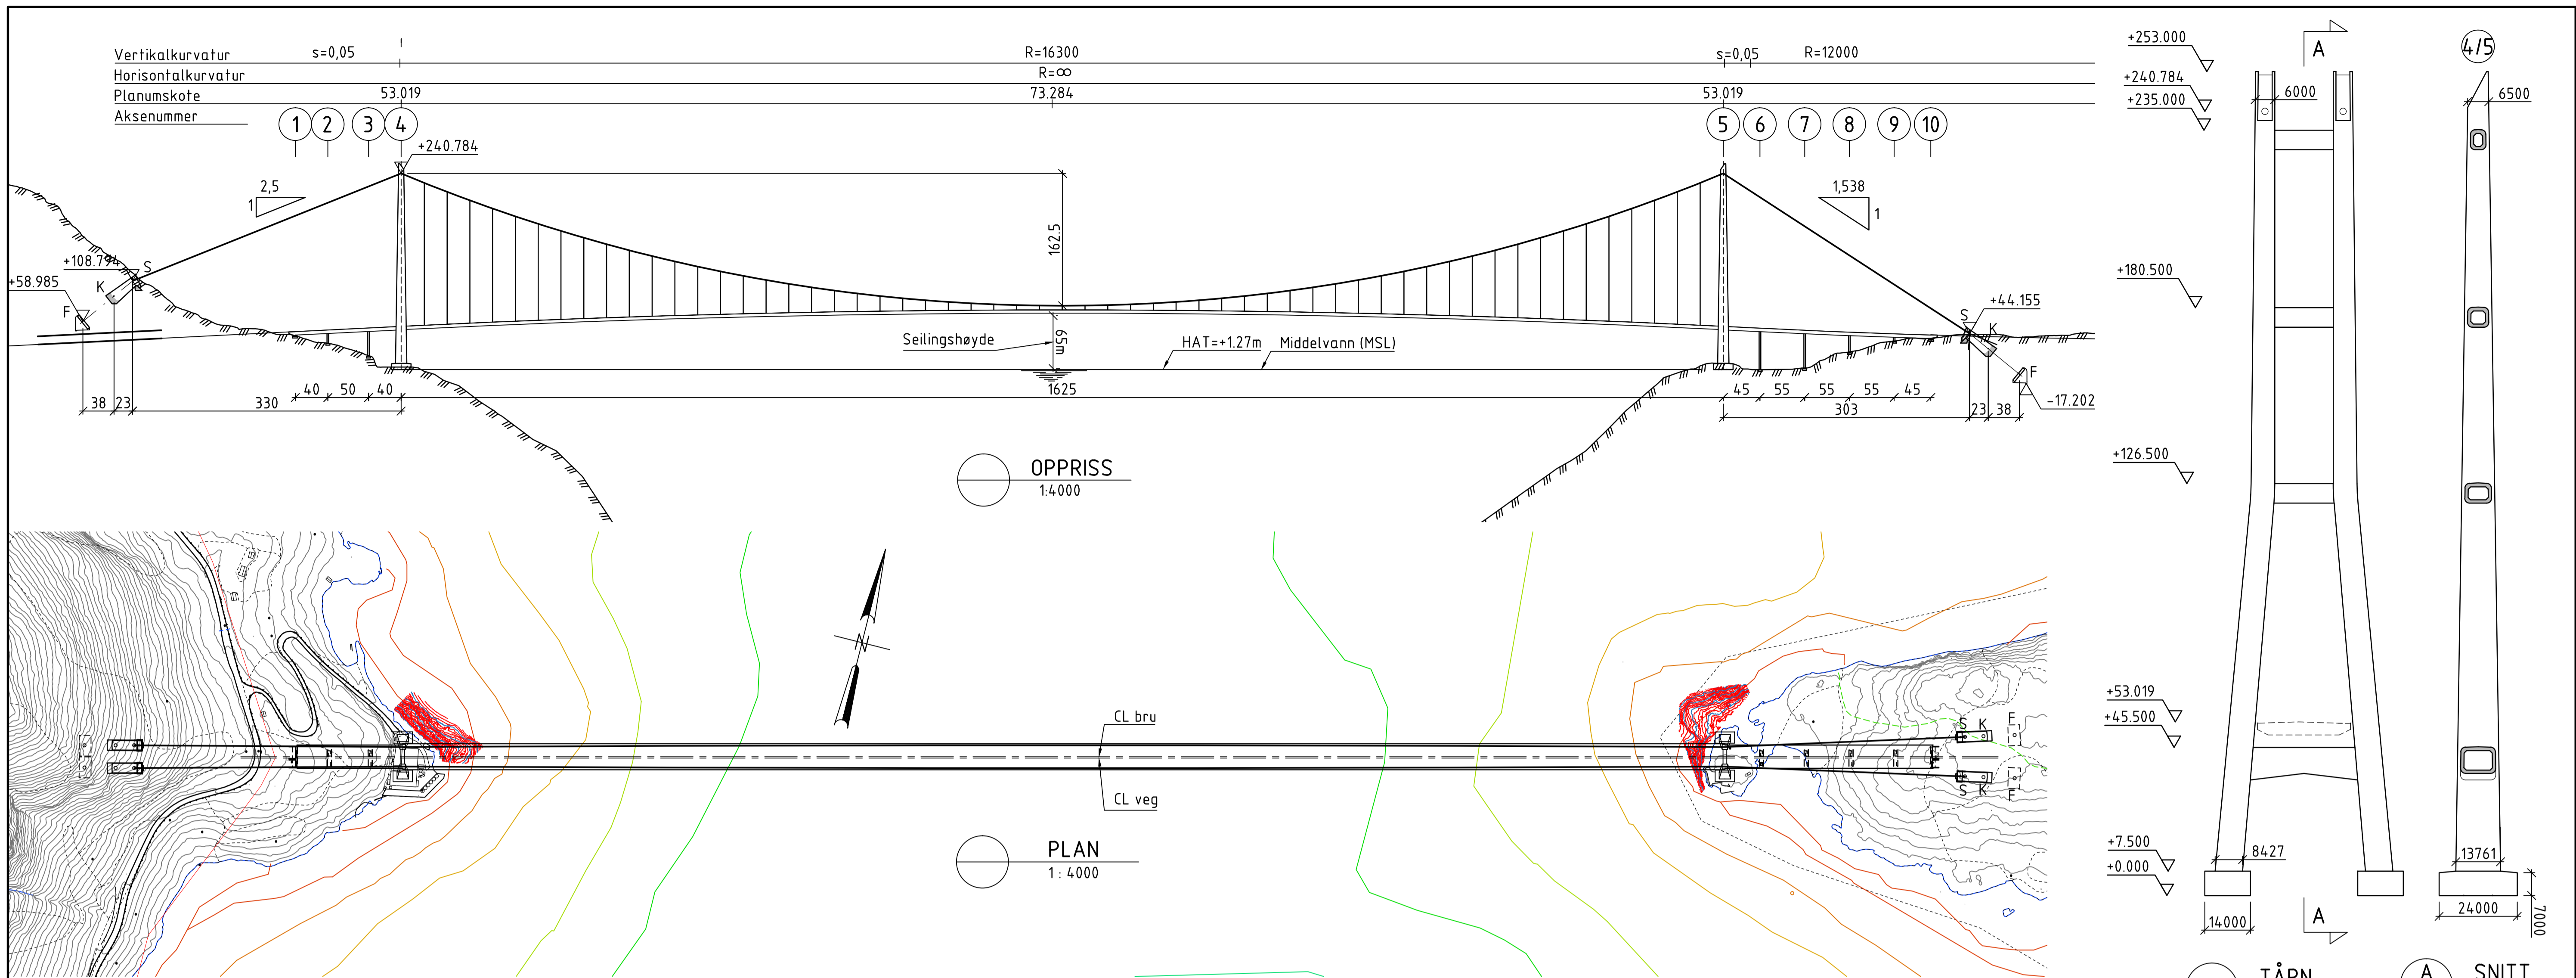 Vertikalkurvatur s=0,05 R=16300 s=0,05 R=12000
Horisontalkurvatur R=∞
Planumskote 53.019 73.284 53.019
Aksenummer 1 2 3 4 5 6 7 8 9 10
+240.784
2,5
1
162.5
1,538
1
+108.794 S
+58.985 K
F
+44.155
S
K
F
-17.202
Seilingshøyde
65m
HAT=+1.27m Middelvann (MSL)
40 50 40 1625 45 55 55 55 45
38 23 330 303 23 38
OPPRISS
1:4000
N
CL bru
CL veg
S K F
S K F
PLAN
1 : 4000
+253.000
+240.784
+235.000
+180.500
+126.500
+53.019
+45.500
+7.500
+0.000
A
6000
8427
14000
A
4/5
6500
13761
24000
7000
TÅRN
A SNITT